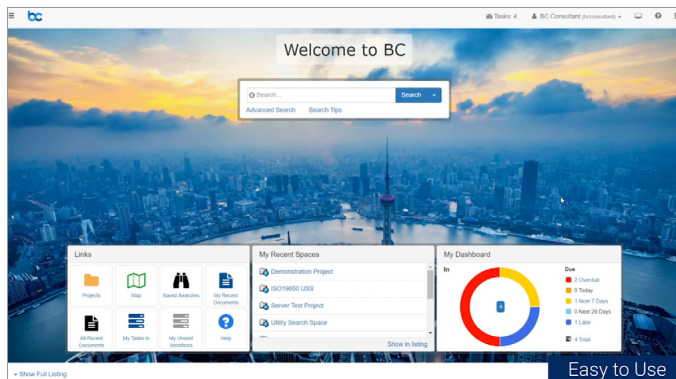 bc
Tasks: 4
BC Consultant (bcconsultant)
Welcome to BC
Search...
Search
Advanced Search
Search Tips
Links
Projects
Map
Saved Searches
My Recent Documents
All Recent Documents
My Tasks In
My Unsent Workflows
Help
My Recent Spaces
Demonstration Project
ISO19650 USS
Server Test Project
Utility Search Space
Show in listing
My Dashboard
In
4
Due
2 Overdue
0 Today
1 Next 7 Days
0 Next 28 Days
1 Later
4 Total
Show Full Listing
Easy to Use